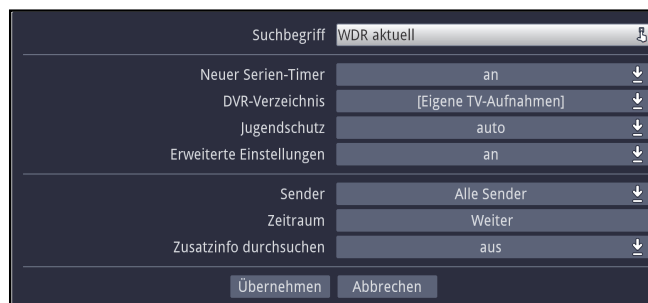 Suchbegriff WDR aktuell
Neuer Serien-Timer an
DVR-Verzeichnis [Eigene TV-Aufnahmen]
Jugendschutz auto
Erweiterte Einstellungen an
Sender Alle Sender
Zeitraum Weiter
Zusatzinfo durchsuchen aus
Übernehmen Abbrechen